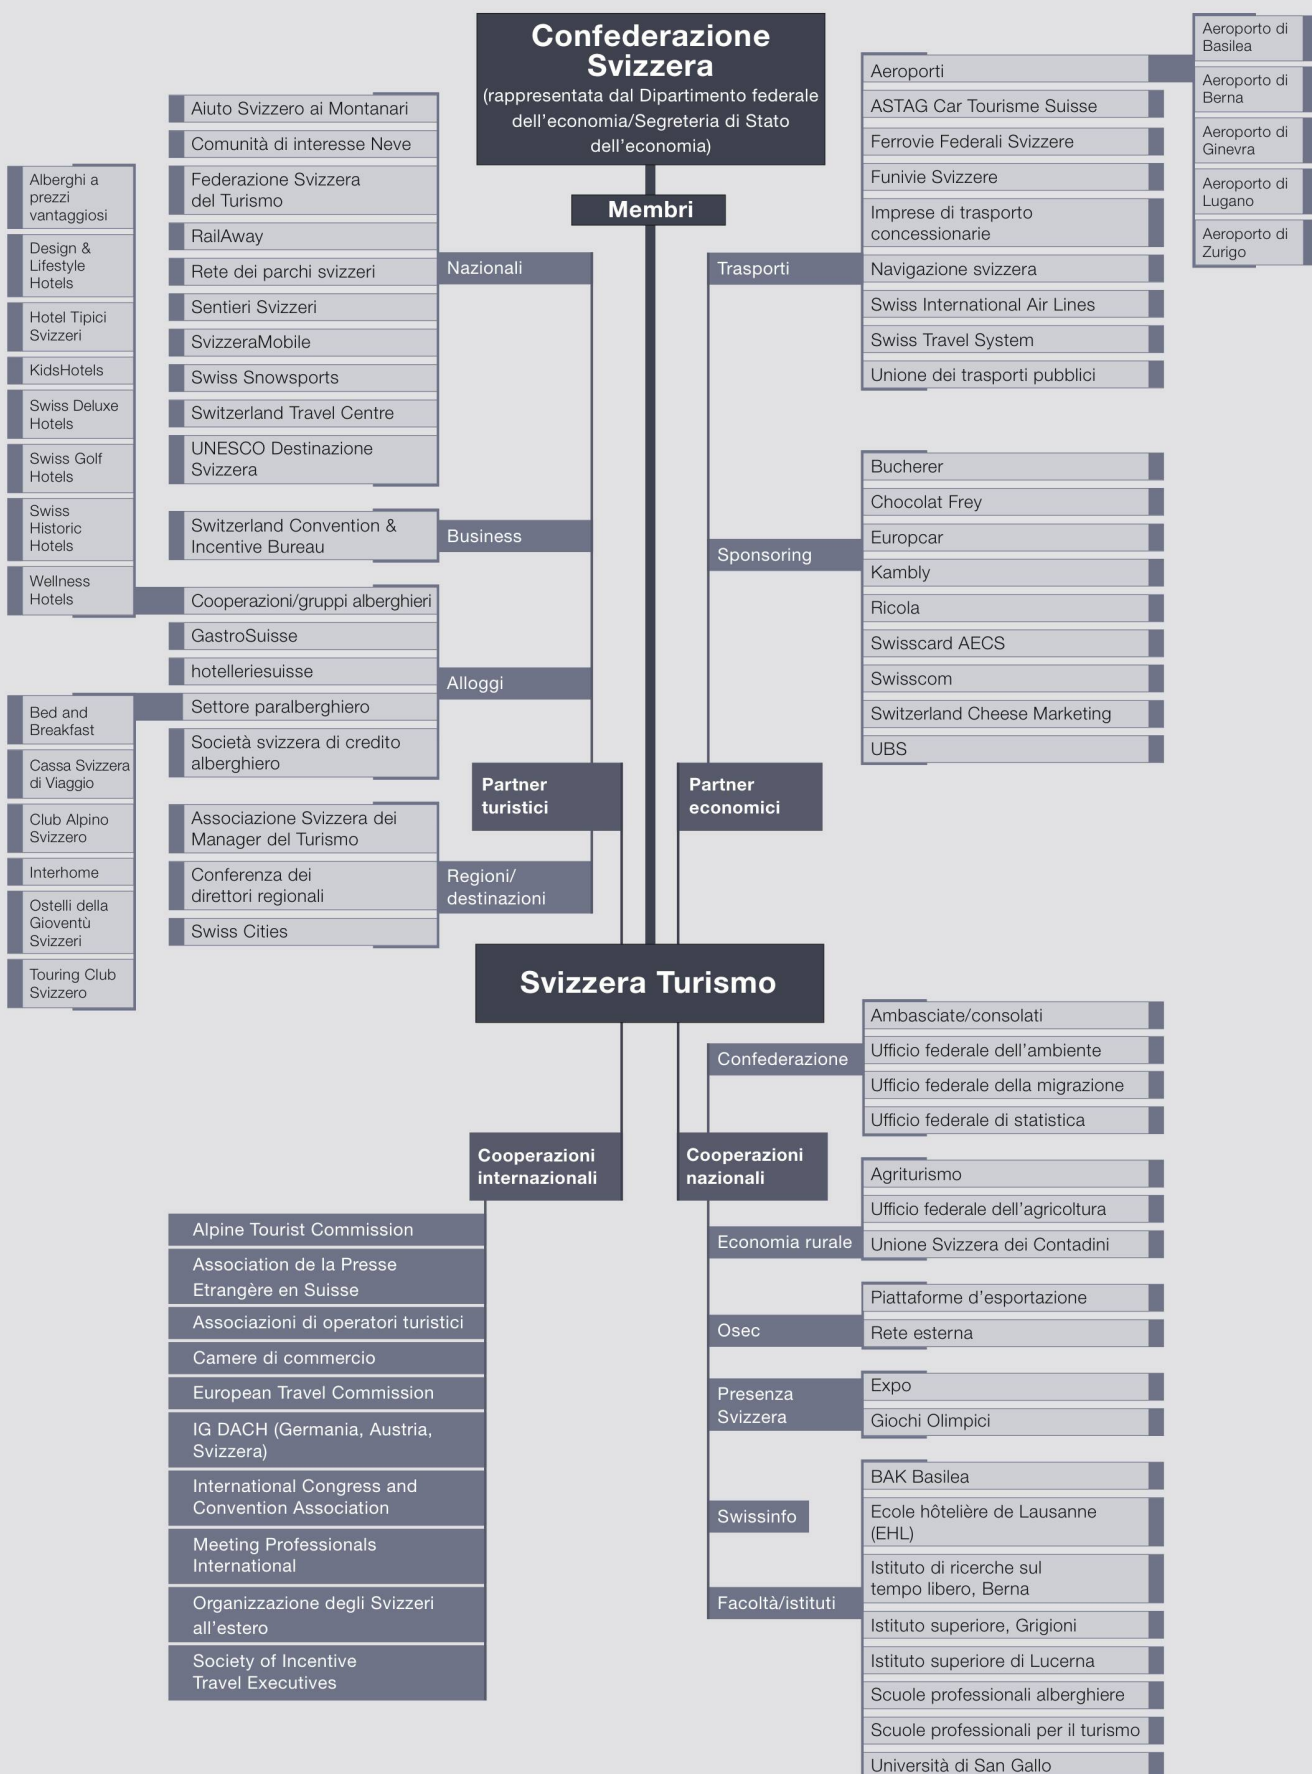 Confederazione
Svizzera
(rappresentata dal Dipartimento federale
dell'economia/Segreteria di Stato
dell'economia)
Membri
Alberghi a
prezzi
vantaggiosi
Design &
Lifestyle
Hotels
Hotel Tipici
Svizzeri
KidsHotels
Swiss Deluxe
Hotels
Swiss Golf
Hotels
Swiss
Historic
Hotels
Wellness
Hotels
Bed and
Breakfast
Cassa Svizzera
di Viaggio
Club Alpino
Svizzero
Interhome
Ostelli della
Gioventù
Svizzeri
Touring Club
Svizzero
Aiuto Svizzero ai Montanari
Comunità di interesse Neve
Federazione Svizzera
del Turismo
RailAway
Rete dei parchi svizzeri
Sentieri Svizzeri
SvizzeraMobile
Swiss Snowsports
Switzerland Travel Centre
UNESCO Destinazione
Svizzera
Nazionali
Switzerland Convention &
Incentive Bureau
Business
Cooperazioni/gruppi alberghieri
GastroSuisse
hotelleriesuisse
Settore paralberghiero
Società svizzera di credito
alberghiero
Alloggi
Associazione Svizzera dei
Manager del Turismo
Conferenza dei
direttori regionali
Swiss Cities
Regioni/
destinazioni
Partner
turistici
Partner
economici
Trasporti
Aeroporti
ASTAG Car Tourisme Suisse
Ferrovie Federali Svizzere
Funivie Svizzere
Imprese di trasporto
concessionarie
Navigazione svizzera
Swiss International Air Lines
Swiss Travel System
Unione dei trasporti pubblici
Aeroporto di
Basilea
Aeroporto di
Berna
Aeroporto di
Ginevra
Aeroporto di
Lugano
Aeroporto di
Zurigo
Sponsoring
Bucherer
Chocolat Frey
Europcar
Kambly
Ricola
Swisscard AECS
Swisscom
Switzerland Cheese Marketing
UBS
Svizzera Turismo
Cooperazioni
internazionali
Alpine Tourist Commission
Association de la Presse
Etrangère en Suisse
Associazioni di operatori turistici
Camere di commercio
European Travel Commission
IG DACH (Germania, Austria,
Svizzera)
International Congress and
Convention Association
Meeting Professionals
International
Organizzazione degli Svizzeri
all'estero
Society of Incentive
Travel Executives
Cooperazioni
nazionali
Confederazione
Ambasciate/consolati
Ufficio federale dell'ambiente
Ufficio federale della migrazione
Ufficio federale di statistica
Economia rurale
Agriturismo
Ufficio federale dell'agricoltura
Unione Svizzera dei Contadini
Osec
Piattaforme d'esportazione
Rete esterna
Presenza
Svizzera
Expo
Giochi Olimpici
Swissinfo
Facoltà/istituti
BAK Basilea
Ecole hôtelière de Lausanne
(EHL)
Istituto di ricerche sul
tempo libero, Berna
Istituto superiore, Grigioni
Istituto superiore di Lucerna
Scuole professionali alberghiere
Scuole professionali per il turismo
Università di San Gallo